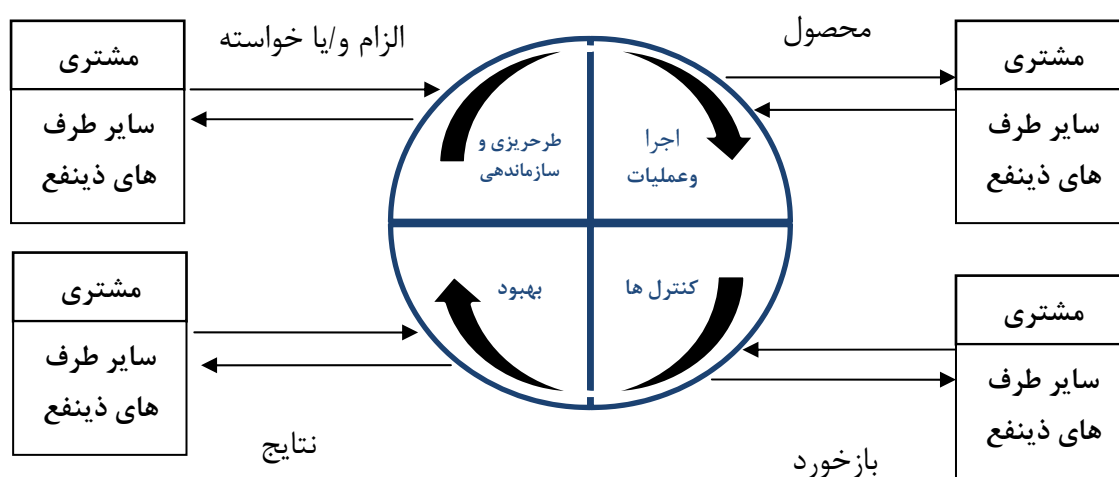 الزام و/یا خواسته
محصول
مشتری
سایر طرف
های ذینفع
مشتری
سایر طرف
های ذینفع
طرحریزی و
سازماندهی
اجرا
وعملیات
بهبود
کنترل ها
مشتری
سایر طرف
های ذینفع
مشتری
سایر طرف
های ذینفع
نتایج
بازخورد